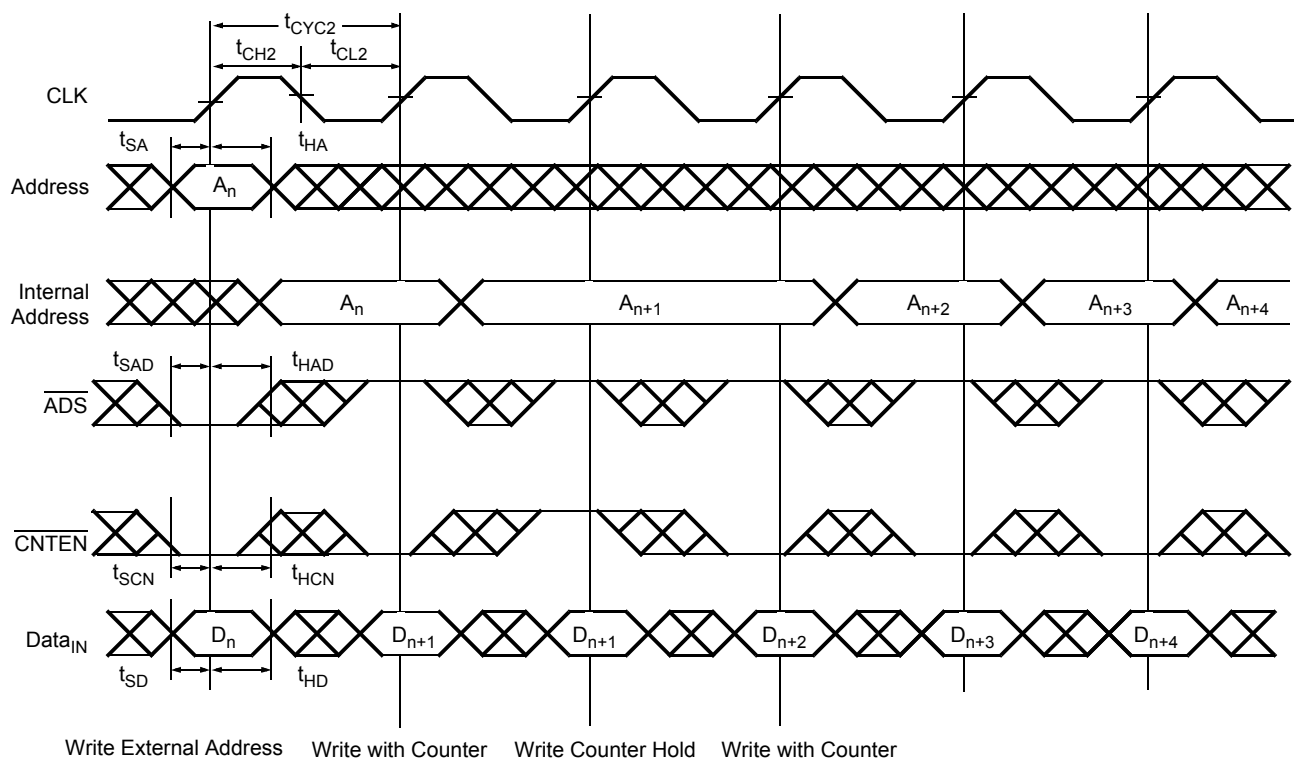 tCYC2
tCH2 tCL2
CLK
tSA tHA
Address An
Internal Address An An+1 An+2 An+3 An+4
tSAD tHAD
ADS
CNTEN
tSCN tHCN
DataIN Dn Dn+1 Dn+1 Dn+2 Dn+3 Dn+4
tSD tHD
Write External Address Write with Counter Write Counter Hold Write with Counter